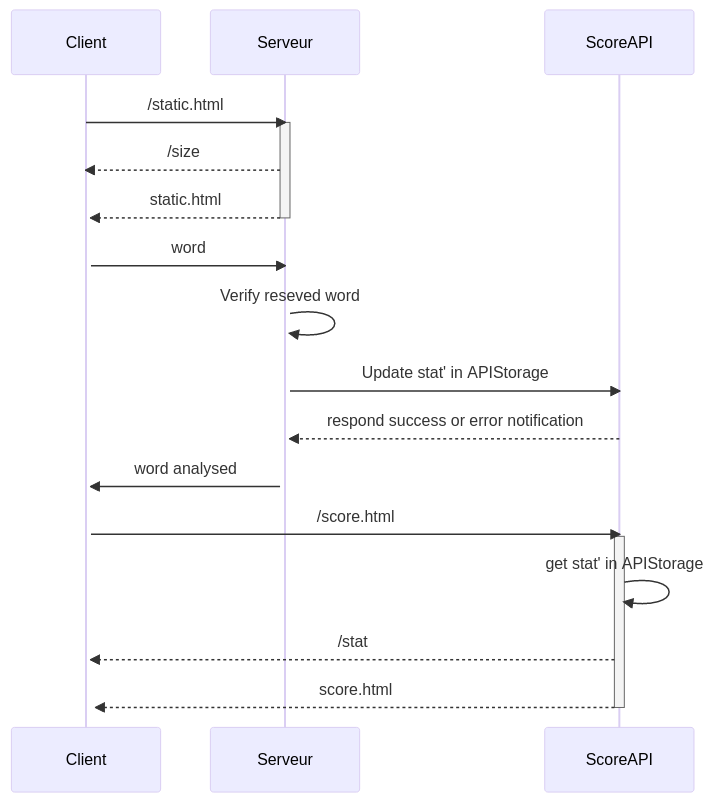 Client
Serveur
ScoreAPI
/static.html
/size
static.html
word
Verify reseved word
Update stat' in APIStorage
respond success or error notification
word analysed
/score.html
get stat' in APIStorage
/stat
score.html
Client
Serveur
ScoreAPI